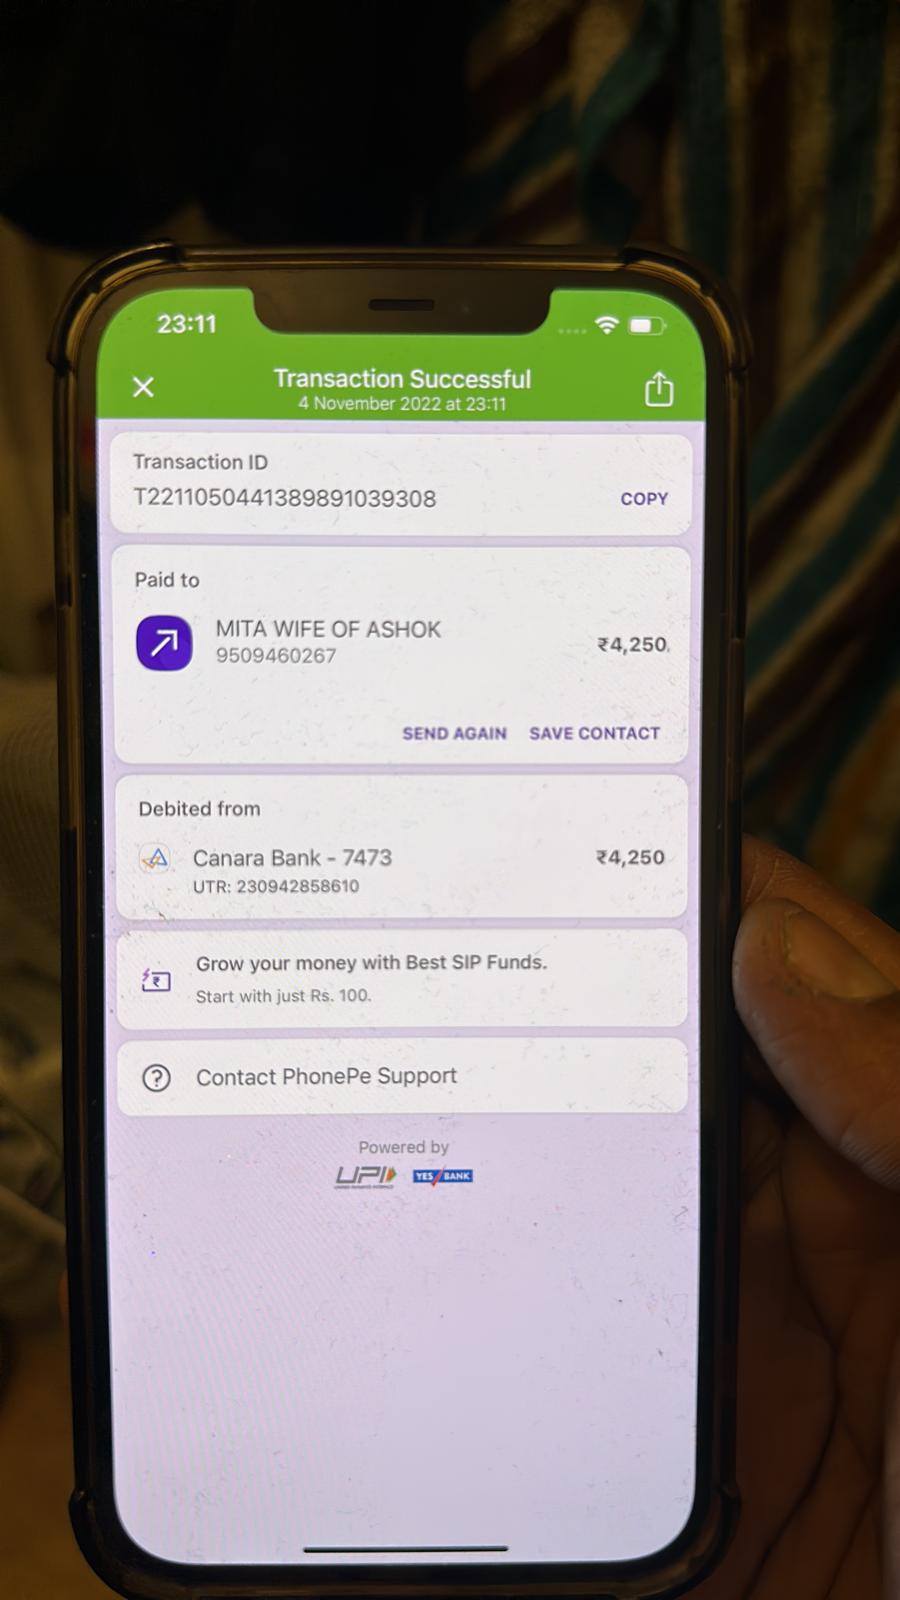 23:11
Transaction Successful
4 November 2022 at 23:11
Transaction ID
T2211050441389891039308
COPY
Paid to
MITA WIFE OF ASHOK
9509460267
₹4,250
SEND AGAIN SAVE CONTACT
Debited from
Canara Bank - 7473
₹4,250
UTR: 230942858610
Grow your money with Best SIP Funds.
Start with just Rs. 100.
Contact PhonePe Support
Powered by
UPI YES BANK